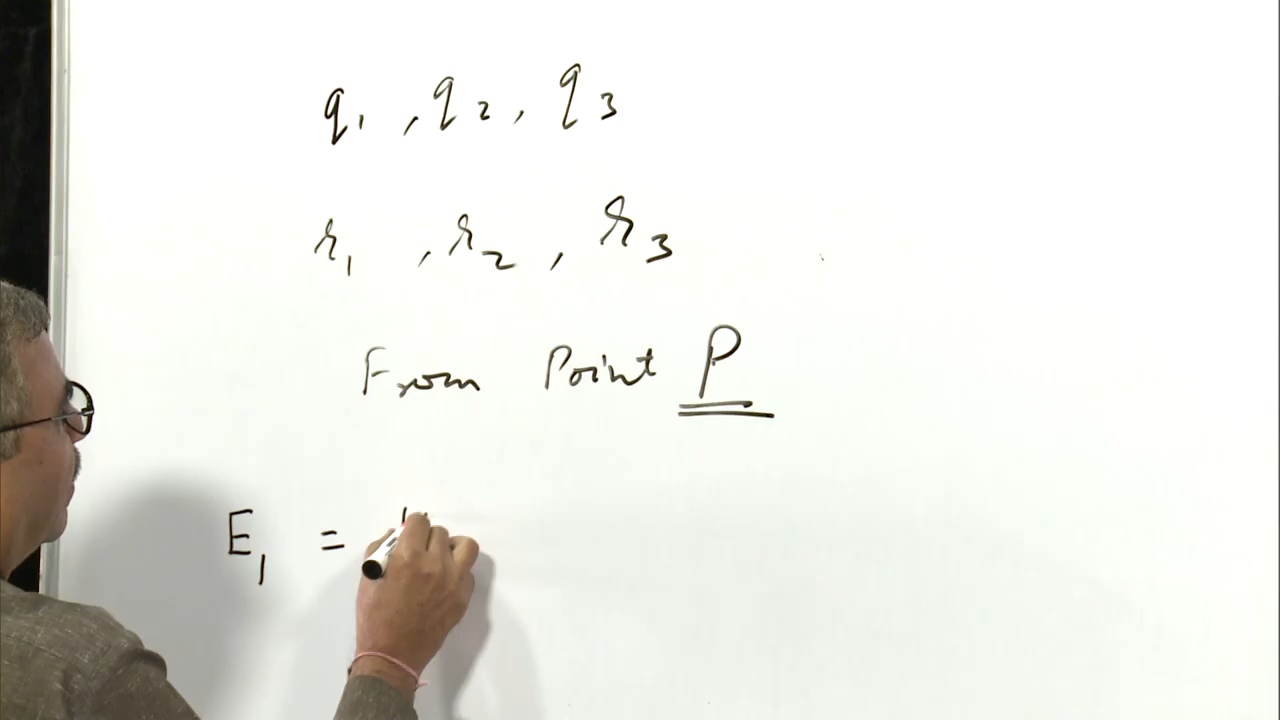 q₁, q₂, q₃
r₁, r₂, r₃
From Point P
E₁ =